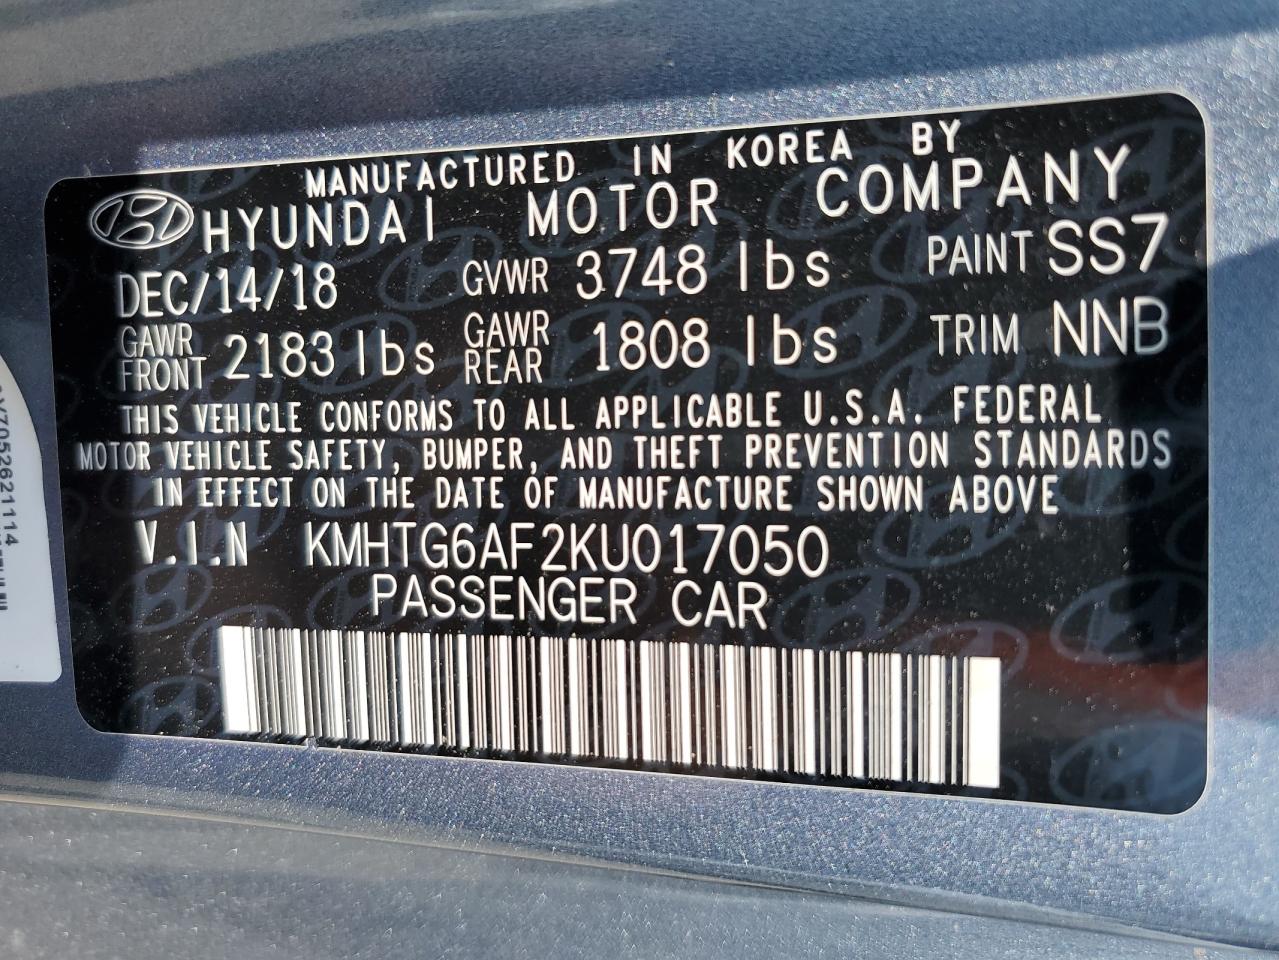 MANUFACTURED IN KOREA BY
HYUNDAI MOTOR COMPANY
DEC/14/18 GVWR 3748 lbs PAINT SS7
GAWR FRONT 2183 lbs GAWR REAR 1808 lbs TRIM NNB
THIS VEHICLE CONFORMS TO ALL APPLICABLE U.S.A. FEDERAL
MOTOR VEHICLE SAFETY, BUMPER, AND THEFT PREVENTION STANDARDS
IN EFFECT ON THE DATE OF MANUFACTURE SHOWN ABOVE
V.I.N KMHTG6AF2KU017050
PASSENGER CAR